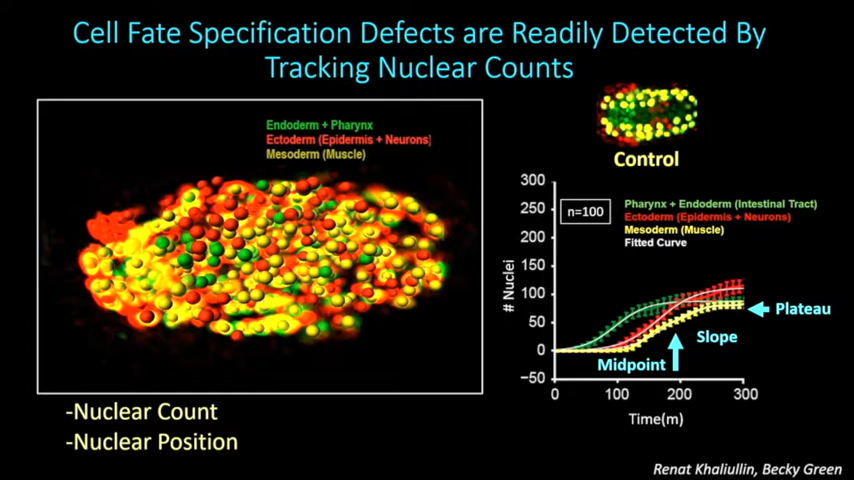 Cell Fate Specification Defects are Readily Detected By
Tracking Nuclear Counts
Endoderm + Pharynx
Ectoderm (Epidermis + Neurons)
Mesoderm (Muscle)
-Nuclear Count
-Nuclear Position
Control
n=100
Pharynx + Endoderm (Intestinal Tract)
Ectoderm (Epidermis + Neurons)
Mesoderm (Muscle)
Fitted Curve
# Nuclei
300
250
200
150
100
50
0
−50
Plateau
Slope
Midpoint
0 100 200 300
Time(m)
Renat Khaliullin, Becky Green